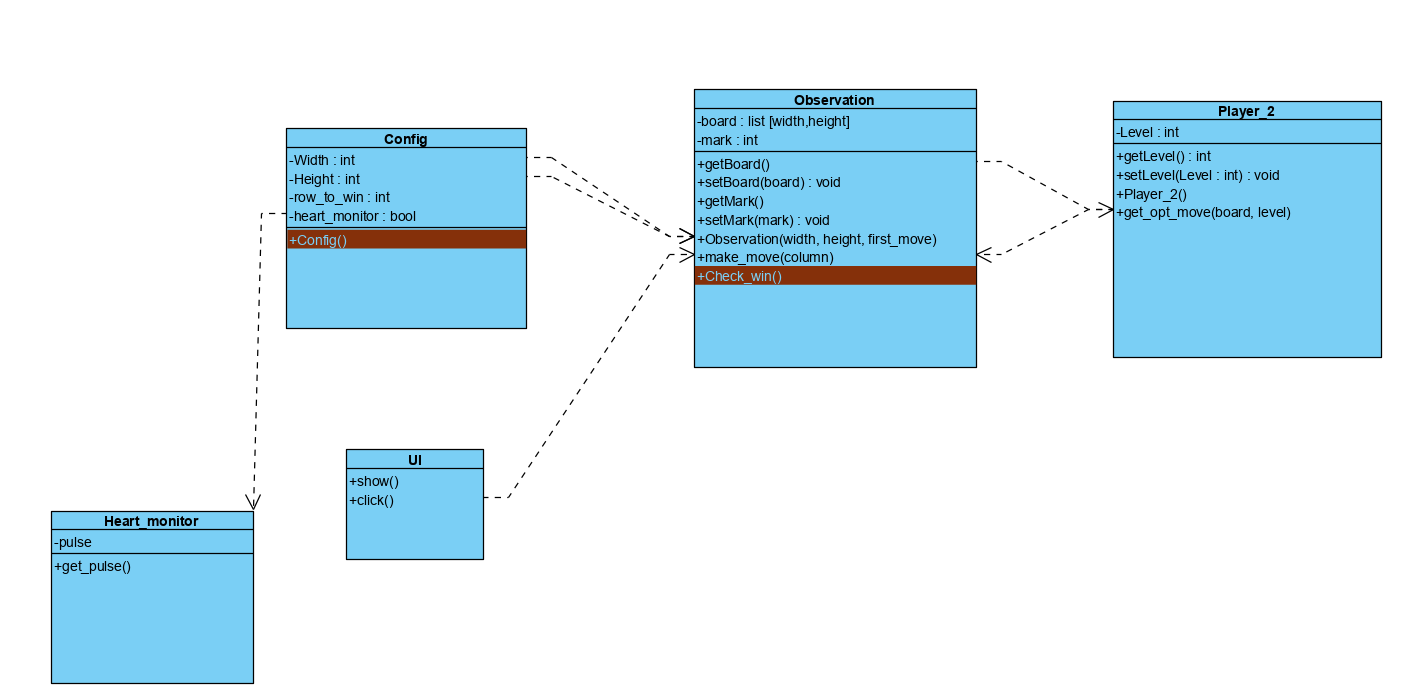 Config
-Width : int
-Height : int
-row_to_win : int
-heart_monitor : bool
+Config()
Observation
-board : list [width,height]
-mark : int
+getBoard()
+setBoard(board) : void
+getMark()
+setMark(mark) : void
+Observation(width, height, first_move)
+make_move(column)
+Check_win()
Player_2
-Level : int
+getLevel() : int
+setLevel(Level : int) : void
+Player_2()
+get_opt_move(board, level)
UI
+show()
+click()
Heart_monitor
-pulse
+get_pulse()